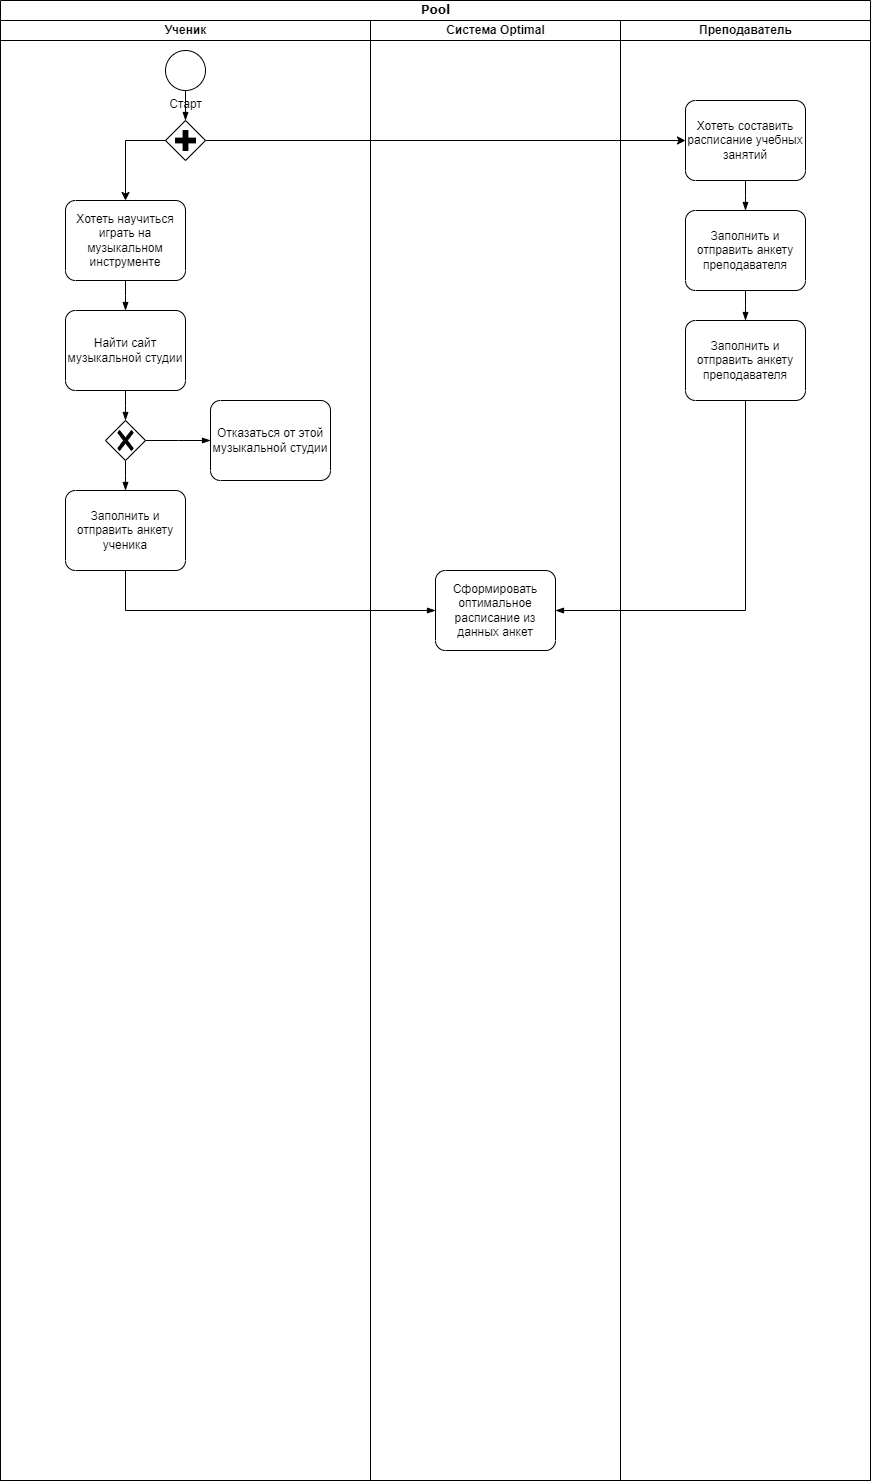 Pool
Ученик
Система Optimal
Преподаватель
Старт
Хотеть составить
расписание учебных
занятий
Хотеть научиться
играть на
музыкальном
инструменте
Заполнить и
отправить анкету
преподавателя
Найти сайт
музыкальной студии
Заполнить и
отправить анкету
преподавателя
Отказаться от этой
музыкальной студии
Заполнить и
отправить анкету
ученика
Сформировать
оптимальное
расписание из
данных анкет